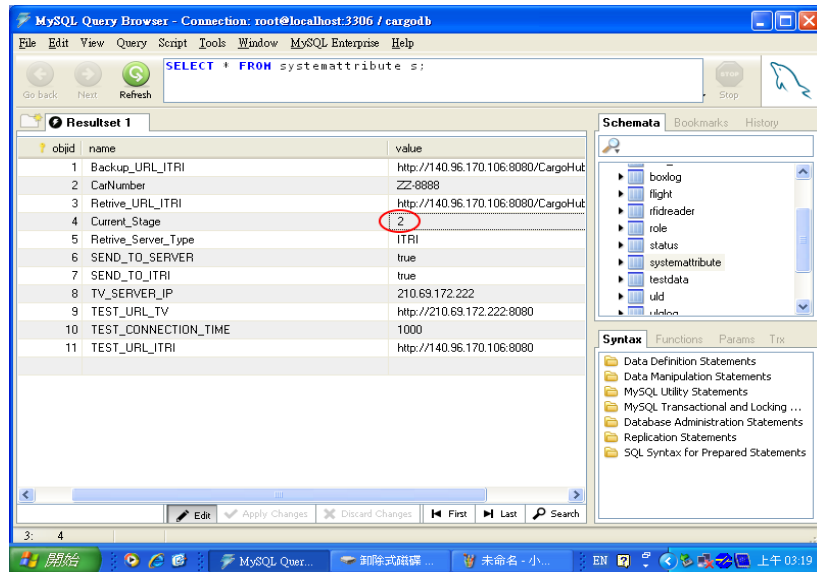 MySQL Query Browser - Connection: root@localhost:3306 / cargodb
File Edit View Query Script Tools Window MySQL Enterprise Help
Go back Next Refresh
SELECT * FROM systemattribute s;
STOP
Stop
Resultset 1
objid name value
1 Backup_URL_ITRI http://140.96.170.106:8080/CargoHub
2 CarNumber ZZ-8888
3 Retrive_URL_ITRI http://140.96.170.106:8080/CargoHub
4 Current_Stage 2
5 Retrive_Server_Type ITRI
6 SEND_TO_SERVER true
7 SEND_TO_ITRI true
8 TV_SERVER_IP 210.69.172.222
9 TEST_URL_TV http://210.69.172.222:8080
10 TEST_CONNECTION_TIME 1000
11 TEST_URL_ITRI http://140.96.170.106:8080
Edit Apply Changes Discard Changes First Last Search
3: 4
Schemata Bookmarks History
boxlog
flight
rfidreader
role
status
systemattribute
testdata
uld
Syntax Functions Params Trx
Data Definition Statements
Data Manipulation Statements
MySQL Utility Statements
MySQL Transactional and Locking ...
Database Administration Statements
Replication Statements
SQL Syntax for Prepared Statements
開始 MySQL Quer... 卸除式磁碟 ... 未命名 - 小... EN 上午 03:19